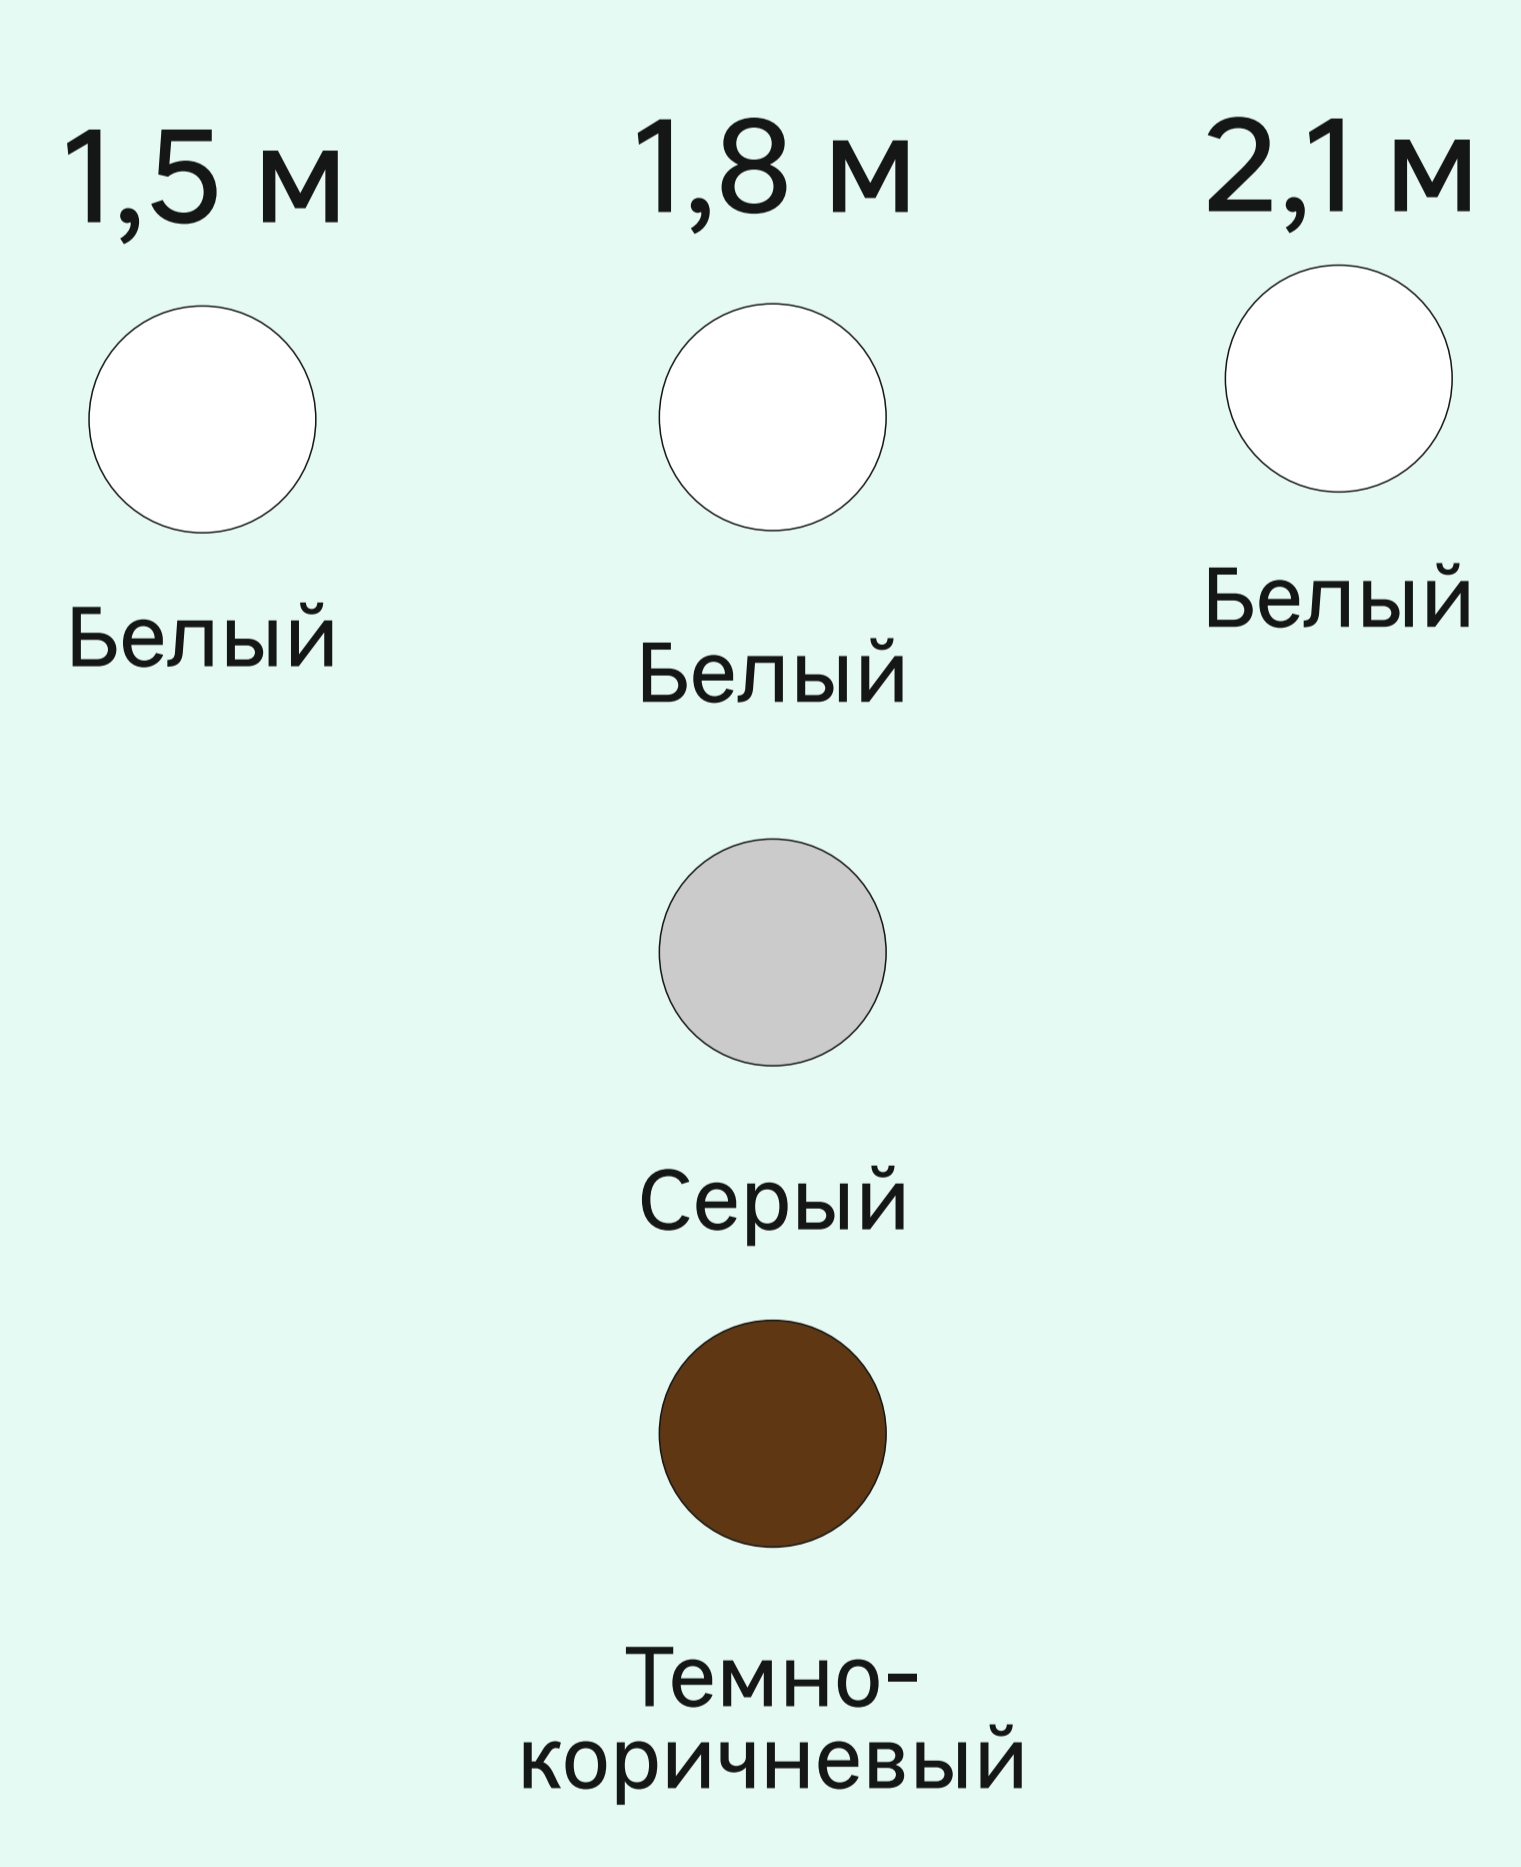 1,5 м
1,8 м
2,1 м
Белый
Белый
Белый
Серый
Темно-
коричневый